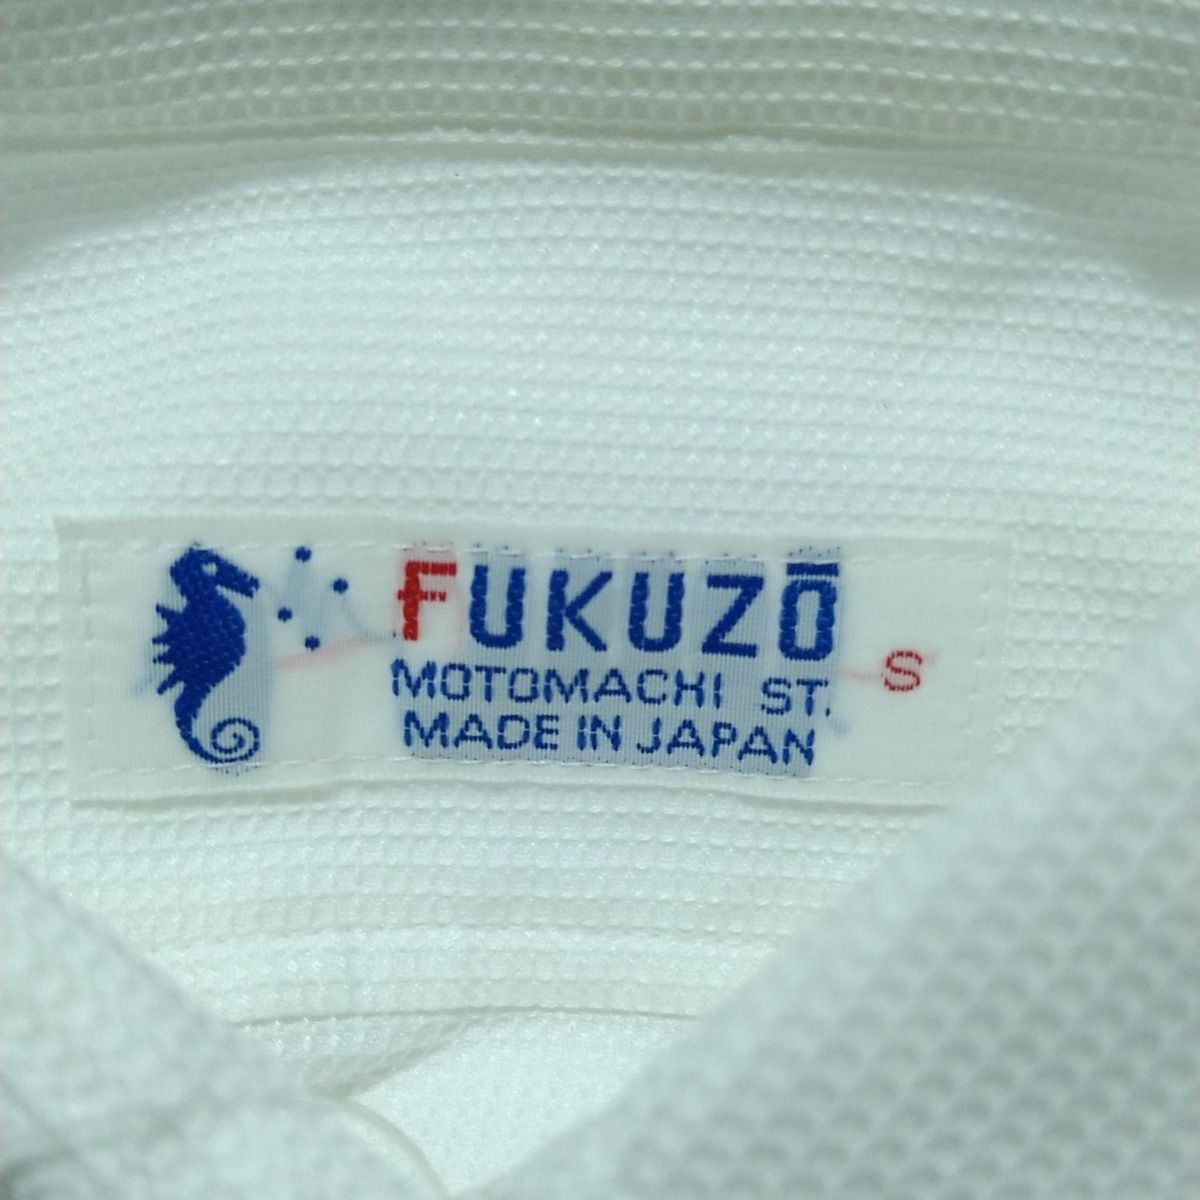 FUKUZŌ
MOTOMACHI ST.
MADE IN JAPAN
S